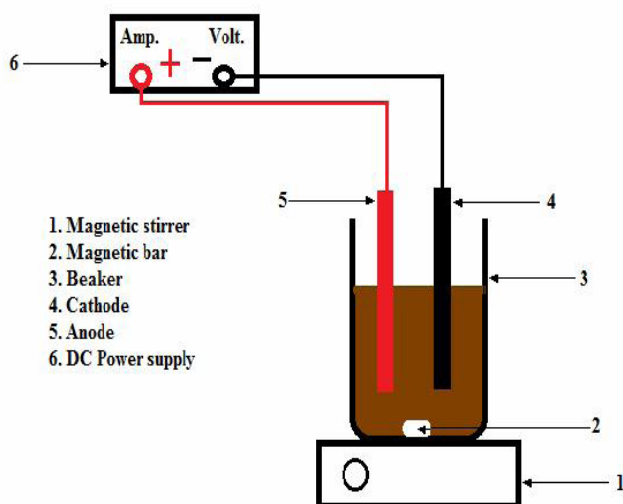 Amp. + − Volt.
6
5
4
1. Magnetic stirrer
2. Magnetic bar
3. Beaker
4. Cathode
5. Anode
6. DC Power supply
3
2
1